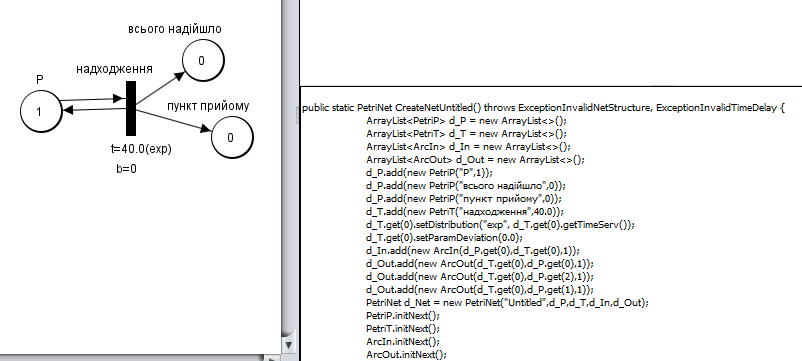 всього надійшло
0
надходження
P
1
пункт прийому
0
t=40.0(exp)
b=0
public static PetriNet CreateNetUntitled() throws ExceptionInvalidNetStructure, ExceptionInvalidTimeDelay {
ArrayList<PetriP> d_P = new ArrayList<>();
ArrayList<PetriT> d_T = new ArrayList<>();
ArrayList<ArcIn> d_In = new ArrayList<>();
ArrayList<ArcOut> d_Out = new ArrayList<>();
d_P.add(new PetriP("P",1));
d_P.add(new PetriP("всього надійшло",0));
d_P.add(new PetriP("пункт прийому",0));
d_T.add(new PetriT("надходження",40.0));
d_T.get(0).setDistribution("exp", d_T.get(0).getTimeServ());
d_T.get(0).setParamDeviation(0.0);
d_In.add(new ArcIn(d_P.get(0),d_T.get(0),1));
d_Out.add(new ArcOut(d_T.get(0),d_P.get(0),1));
d_Out.add(new ArcOut(d_T.get(0),d_P.get(2),1));
d_Out.add(new ArcOut(d_T.get(0),d_P.get(1),1));
PetriNet d_Net = new PetriNet("Untitled",d_P,d_T,d_In,d_Out);
PetriP.initNext();
PetriT.initNext();
ArcIn.initNext();
ArcOut.initNext();